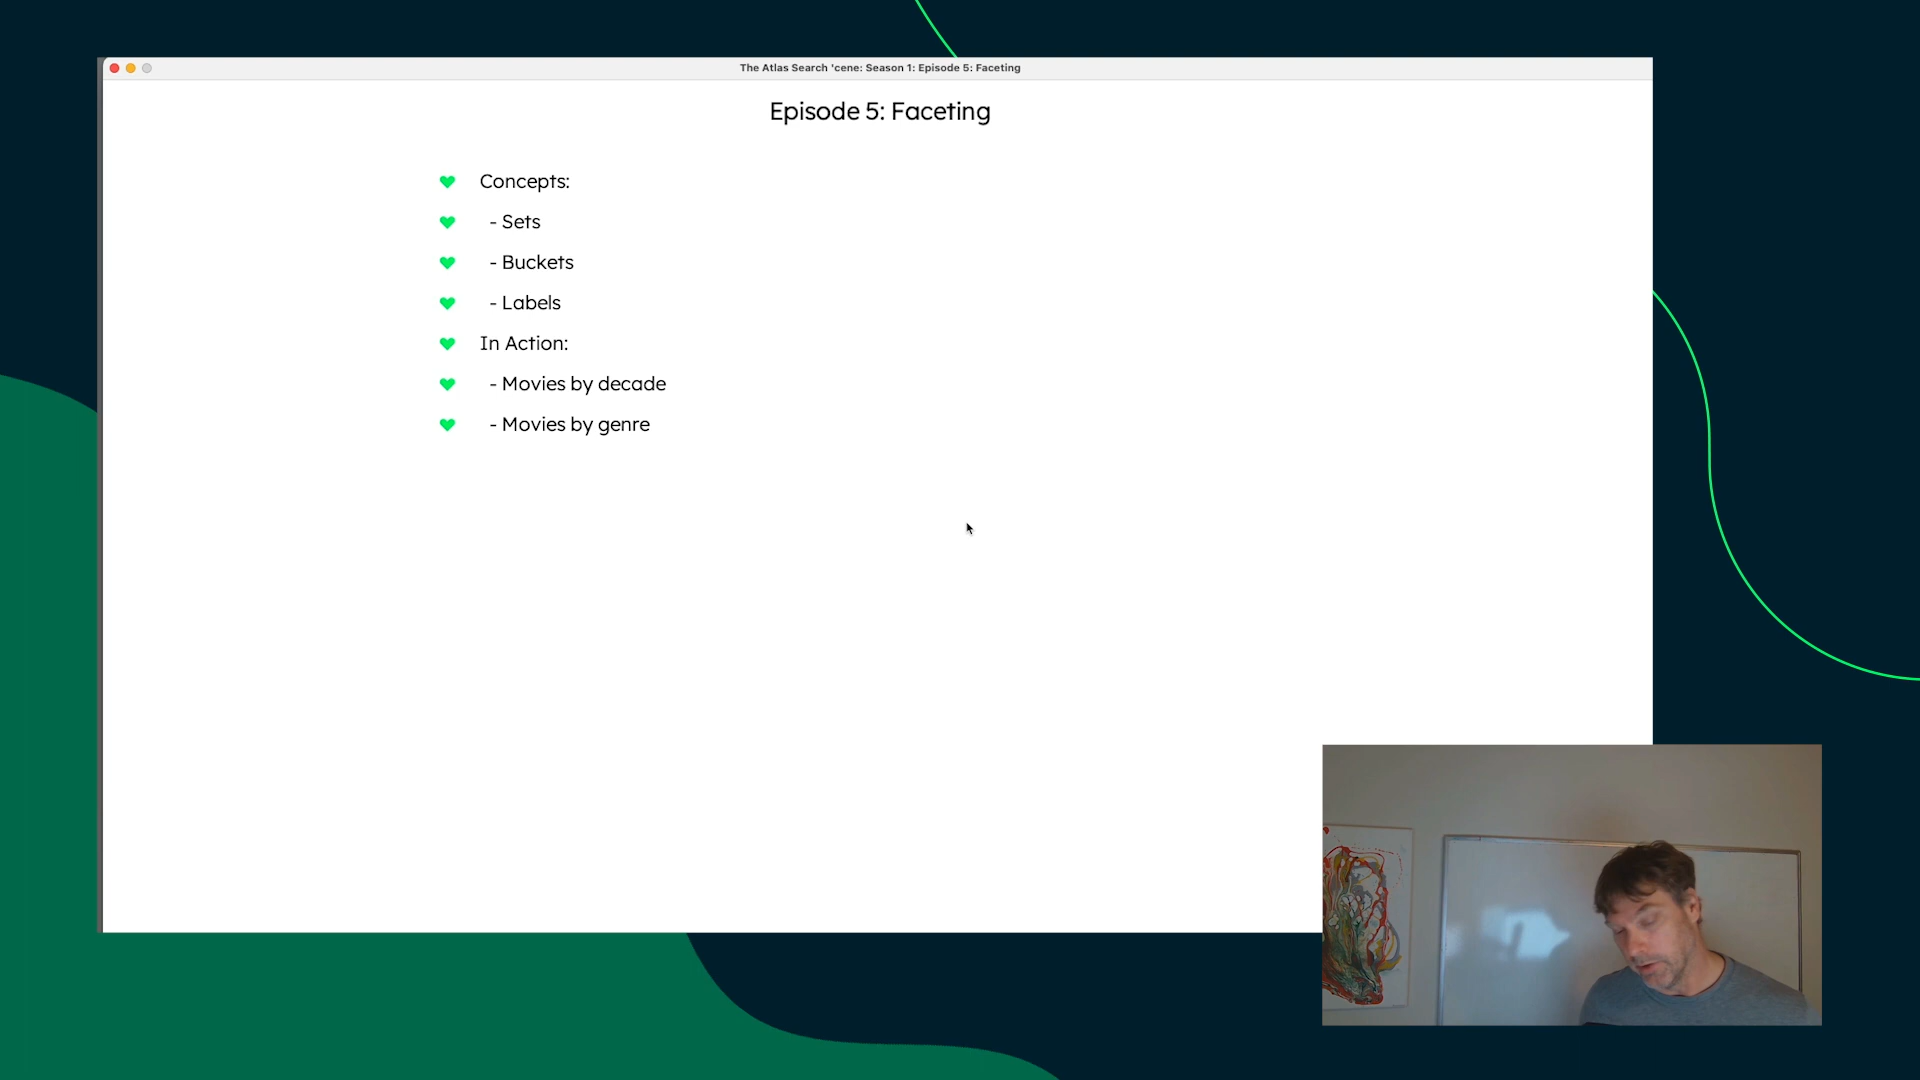 The Atlas Search 'cene: Season 1: Episode 5: Faceting
Episode 5: Faceting
Concepts:
- Sets
- Buckets
- Labels
In Action:
- Movies by decade
- Movies by genre